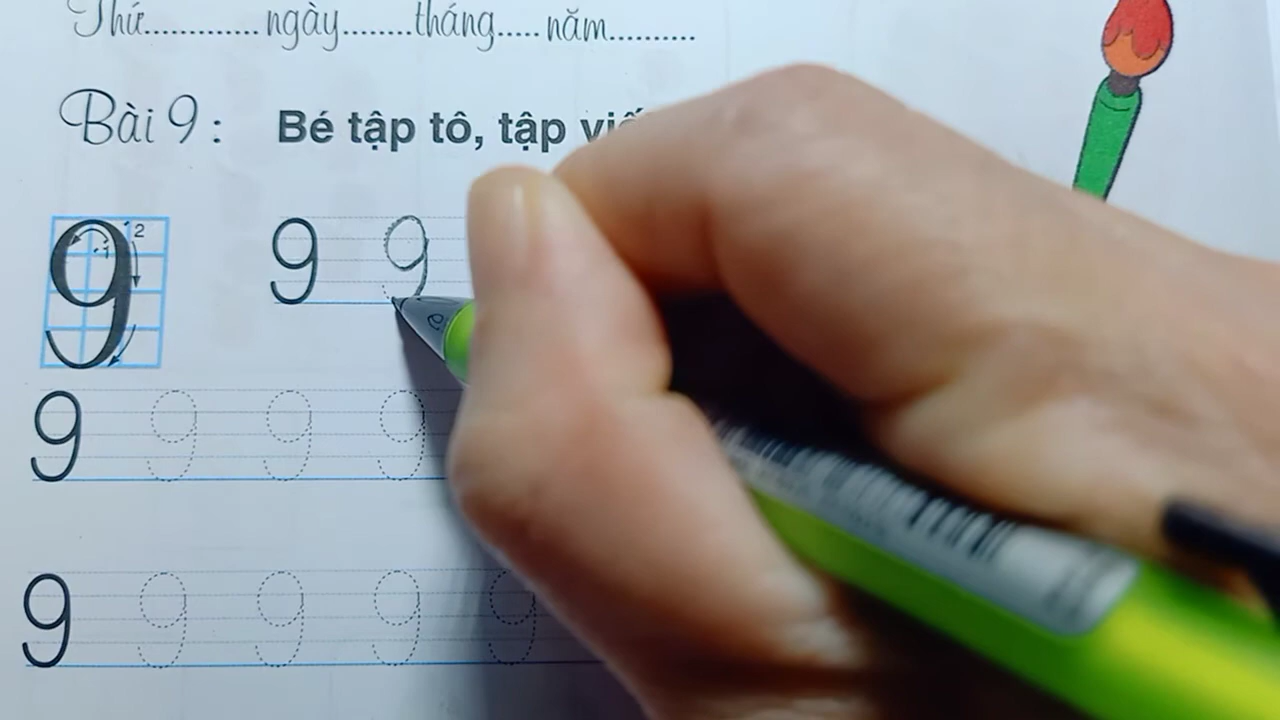 Thứ............. ngày........tháng..... năm..........
Bài 9 : Bé tập tô, tập
9 1 2 9 9
9 9 9 9
9 9 9 9 9